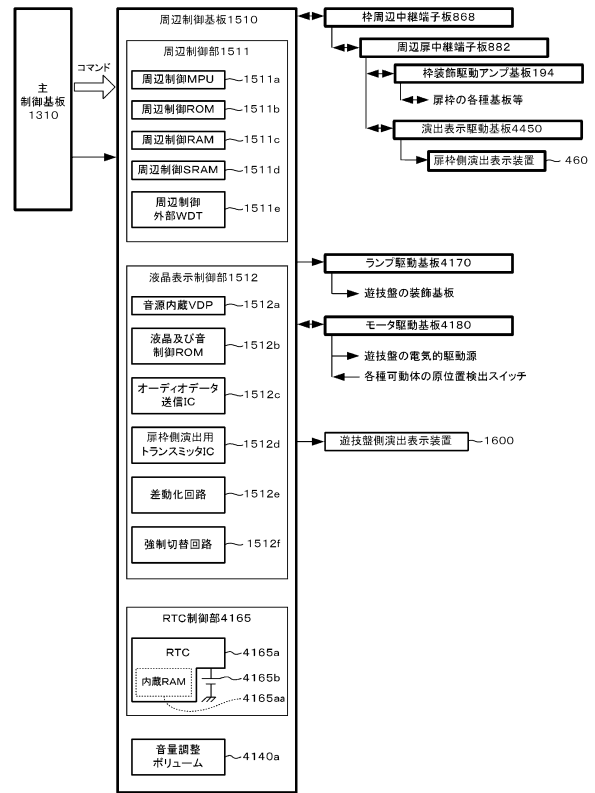 主
制御基板
1310
コマンド
周辺制御基板1510
周辺制御部1511
周辺制御MPU
1511a
周辺制御ROM
1511b
周辺制御RAM
1511c
周辺制御SRAM
1511d
周辺制御
外部WDT
1511e
液晶表示制御部1512
音源内蔵VDP
1512a
液晶及び音
制御ROM
1512b
オーディオデータ
送信IC
1512c
扉枠側演出用
トランスミッタIC
1512d
差動化回路
1512e
強制切替回路
1512f
RTC制御部4165
RTC
4165a
内蔵RAM
4165b
4165aa
音量調整
ボリューム
4140a
枠周辺中継端子板868
周辺扉中継端子板882
枠装飾駆動アンプ基板194
扉枠の各種基板等
演出表示駆動基板4450
扉枠側演出表示装置
460
ランプ駆動基板4170
遊技盤の装飾基板
モータ駆動基板4180
遊技盤の電気的駆動源
各種可動体の原位置検出スイッチ
遊技盤側演出表示装置
1600